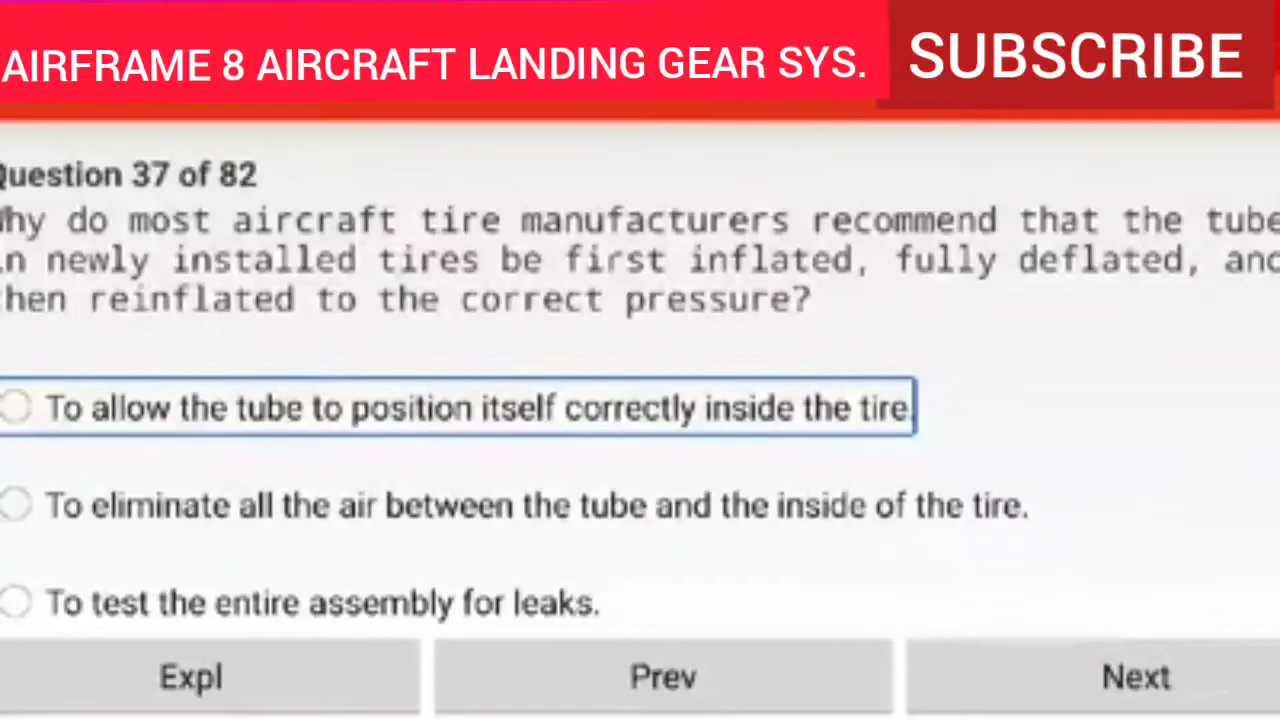 AIRFRAME 8 AIRCRAFT LANDING GEAR SYS.
SUBSCRIBE
Question 37 of 82
Why do most aircraft tire manufacturers recommend that the tube
in newly installed tires be first inflated, fully deflated, and
then reinflated to the correct pressure?
To allow the tube to position itself correctly inside the tire.
To eliminate all the air between the tube and the inside of the tire.
To test the entire assembly for leaks.
Expl
Prev
Next